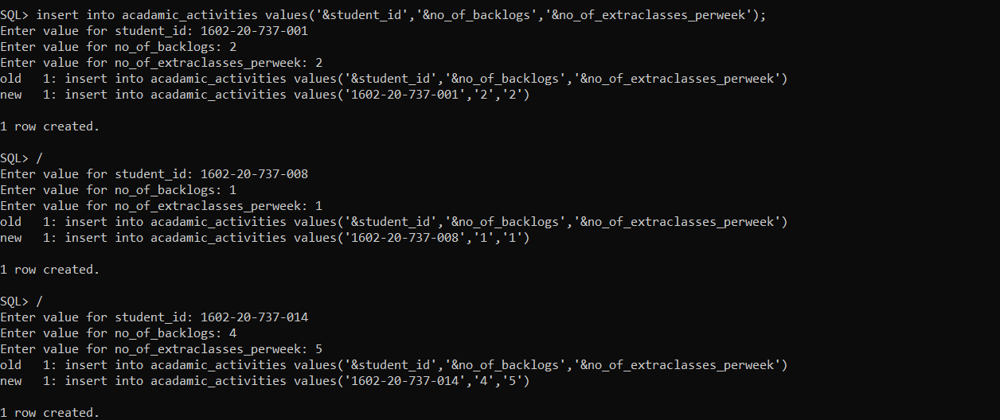 SQL> insert into acadamic_activities values('&student_id','&no_of_backlogs','&no_of_extraclasses_perweek');
Enter value for student_id: 1602-20-737-001
Enter value for no_of_backlogs: 2
Enter value for no_of_extraclasses_perweek: 2
old   1: insert into acadamic_activities values('&student_id','&no_of_backlogs','&no_of_extraclasses_perweek')
new   1: insert into acadamic_activities values('1602-20-737-001','2','2')
1 row created.
SQL> /
Enter value for student_id: 1602-20-737-008
Enter value for no_of_backlogs: 1
Enter value for no_of_extraclasses_perweek: 1
old   1: insert into acadamic_activities values('&student_id','&no_of_backlogs','&no_of_extraclasses_perweek')
new   1: insert into acadamic_activities values('1602-20-737-008','1','1')
1 row created.
SQL> /
Enter value for student_id: 1602-20-737-014
Enter value for no_of_backlogs: 4
Enter value for no_of_extraclasses_perweek: 5
old   1: insert into acadamic_activities values('&student_id','&no_of_backlogs','&no_of_extraclasses_perweek')
new   1: insert into acadamic_activities values('1602-20-737-014','4','5')
1 row created.